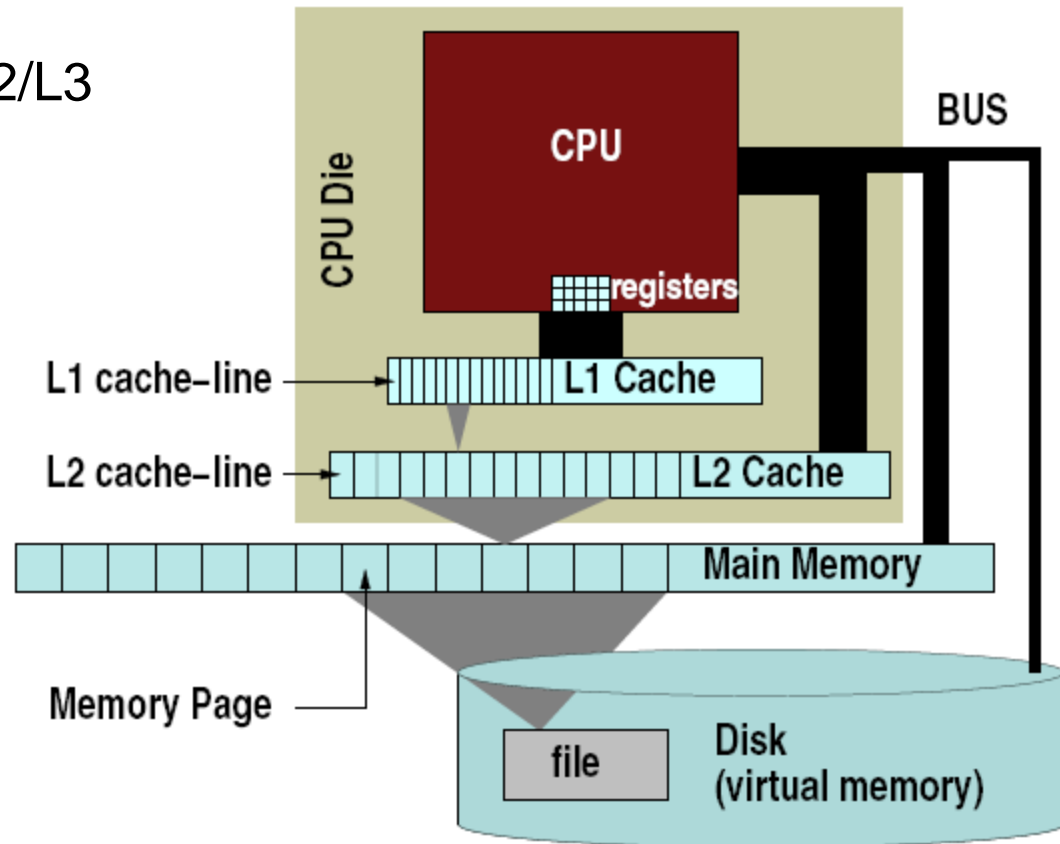 2/L3
BUS
CPU
CPU Die
registers
L1 cache–line
L1 Cache
L2 cache–line
L2 Cache
Main Memory
Memory Page
file
Disk
(virtual memory)